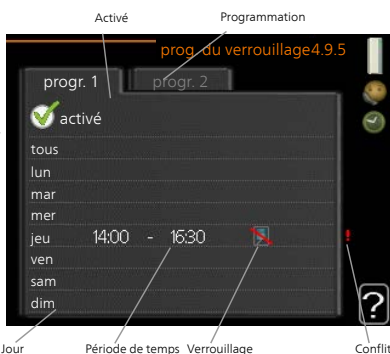 Activé Programmation
prog. du verrouillage4.9.5
progr. 1 progr. 2
activé
tous
lun
mar
mer
jeu 14:00 - 16:30 !
ven
sam
dim
?
Jour Période de temps Verrouillage Conflit